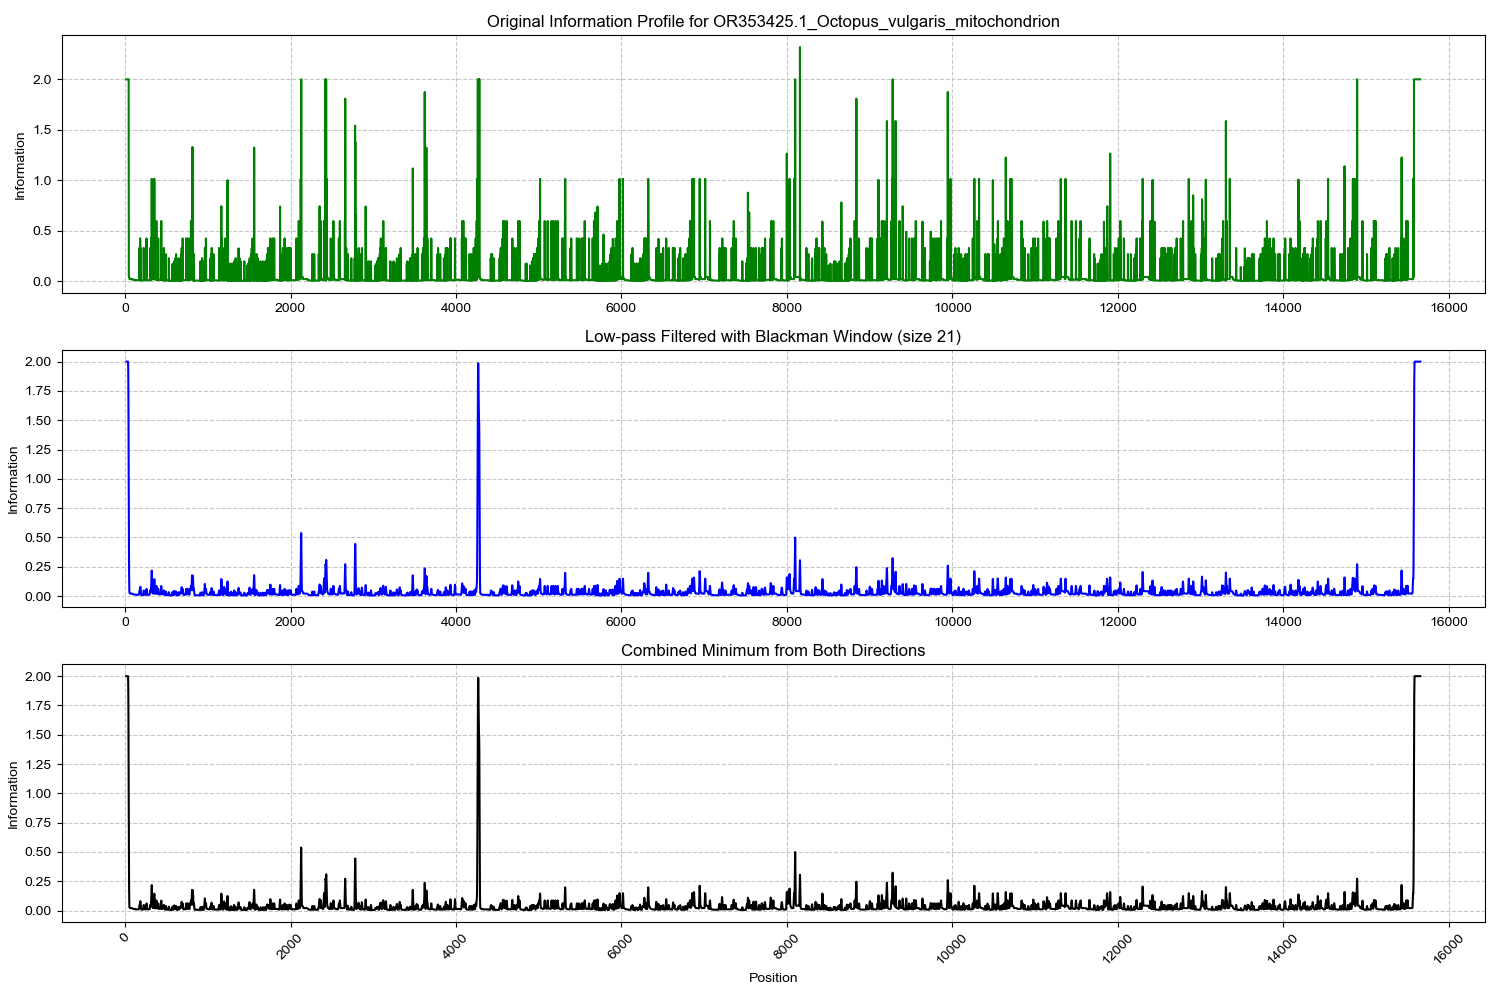 Original Information Profile for OR353425.1_Octopus_vulgaris_mitochondrion
Information
2.0
1.5
1.0
0.5
0.0
0 2000 4000 6000 8000 10000 12000 14000 16000
Low-pass Filtered with Blackman Window (size 21)
Information
2.00
1.75
1.50
1.25
1.00
0.75
0.50
0.25
0.00
0 2000 4000 6000 8000 10000 12000 14000 16000
Combined Minimum from Both Directions
Information
2.00
1.75
1.50
1.25
1.00
0.75
0.50
0.25
0.00
0 2000 4000 6000 8000 10000 12000 14000 16000
Position